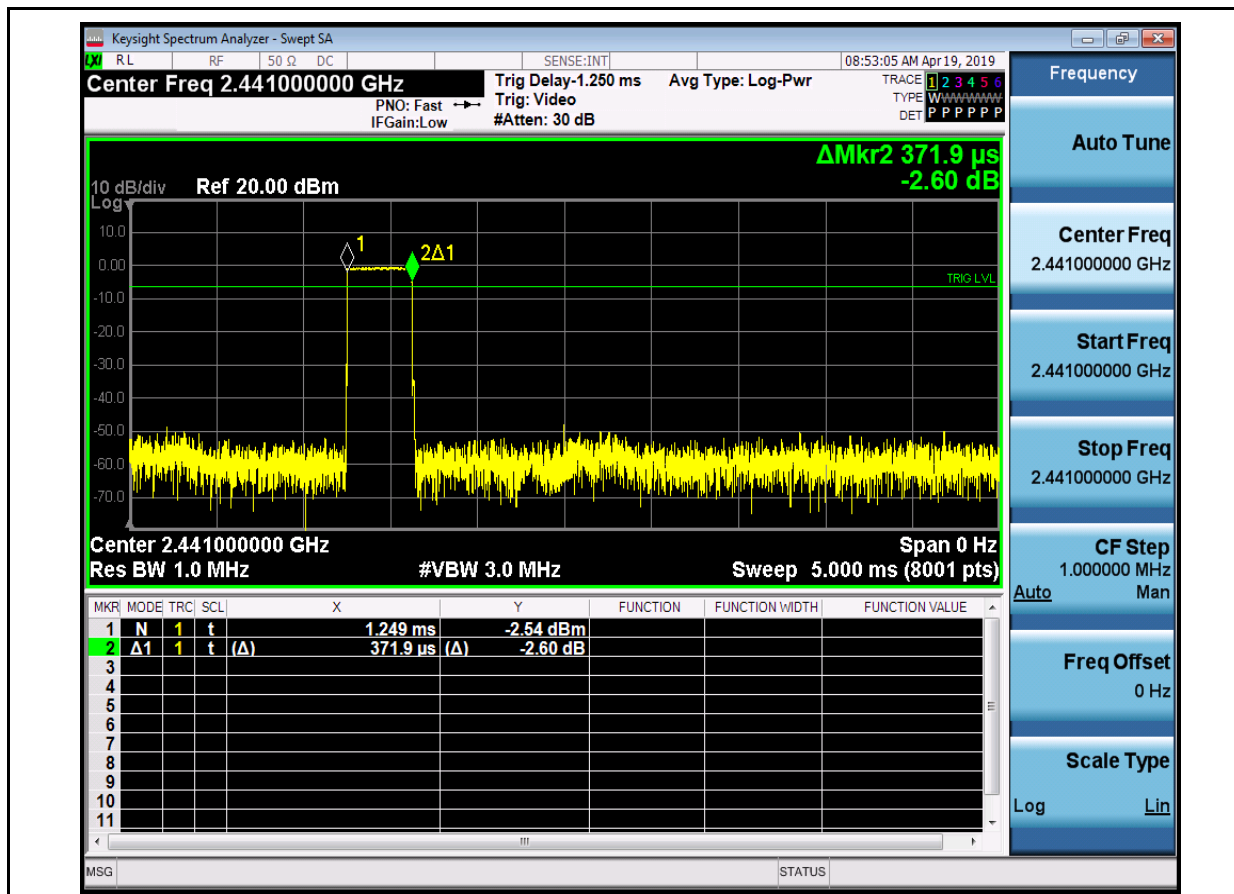 Keysight Spectrum Analyzer - Swept SA
LXI RL RF 50 Ω DC SENSE:INT 08:53:05 AM Apr 19, 2019
Center Freq 2.441000000 GHz
PNO: Fast
IFGain:Low
Trig Delay-1.250 ms
Trig: Video
#Atten: 30 dB
Avg Type: Log-Pwr
TRACE 1 2 3 4 5 6
TYPE WWWWWW
DET P P P P P P
ΔMkr2 371.9 µs
-2.60 dB
10 dB/div Ref 20.00 dBm
Log
10.0
0.00
-10.0
-20.0
-30.0
-40.0
-50.0
-60.0
-70.0
1
2Δ1
TRIG LVL
Center 2.441000000 GHz Span 0 Hz
Res BW 1.0 MHz #VBW 3.0 MHz Sweep 5.000 ms (8001 pts)
MKR MODE TRC SCL X Y FUNCTION FUNCTION WIDTH FUNCTION VALUE
1 N 1 t 1.249 ms -2.54 dBm
2 Δ1 1 t (Δ) 371.9 µs (Δ) -2.60 dB
3
4
5
6
7
8
9
10
11
MSG STATUS
Frequency
Auto Tune
Center Freq
2.441000000 GHz
Start Freq
2.441000000 GHz
Stop Freq
2.441000000 GHz
CF Step
1.000000 MHz
Auto Man
Freq Offset
0 Hz
Scale Type
Log Lin